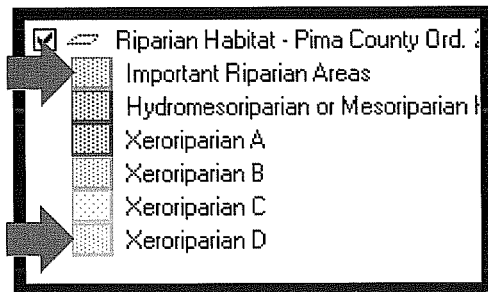 Riparian Habitat - Pima County Ord.
Important Riparian Areas
Hydromesoriparian or Mesoriparian
Xeroriparian A
Xeroriparian B
Xeroriparian C
Xeroriparian D